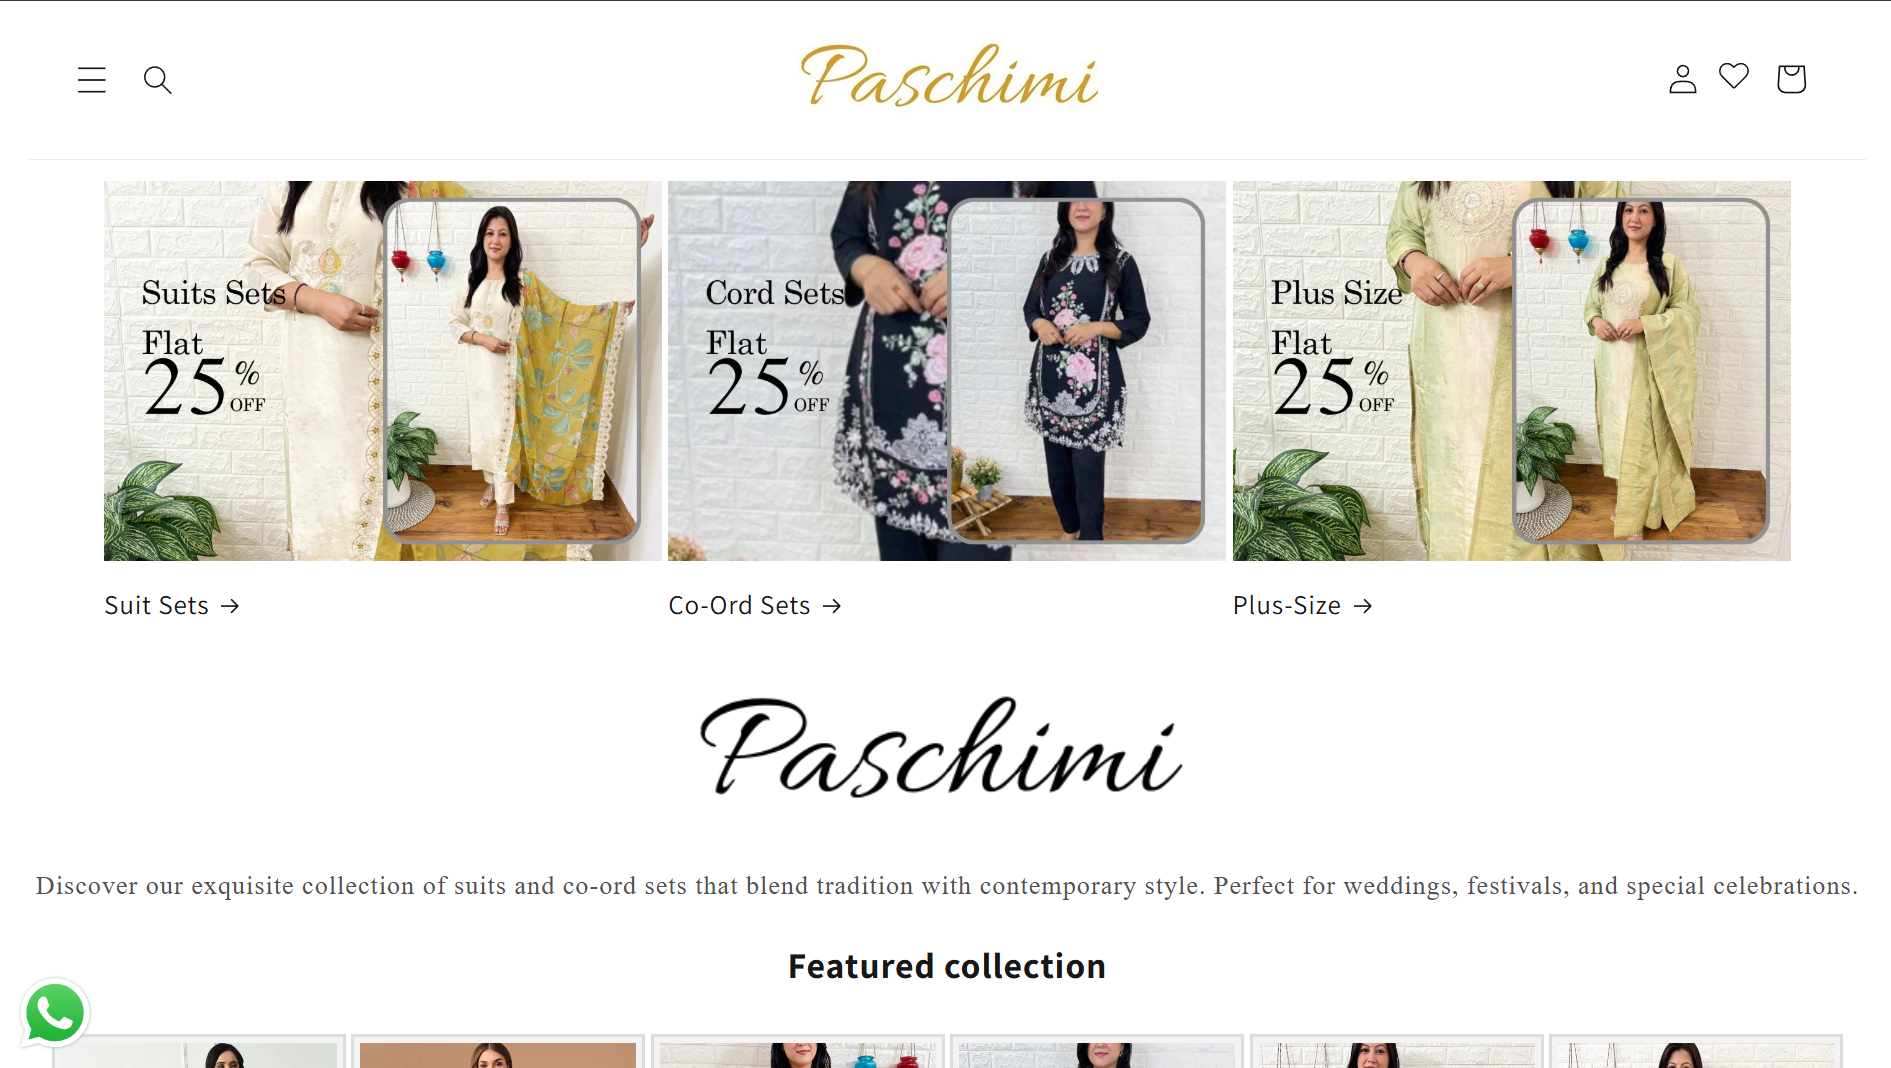 Paschimi
Suits Sets
Flat
25%
OFF
Cord Sets
Flat
25%
OFF
Plus Size
Flat
25%
OFF
Suit Sets →
Co-Ord Sets →
Plus-Size →
Paschimi
Discover our exquisite collection of suits and co-ord sets that blend tradition with contemporary style. Perfect for weddings, festivals, and special celebrations.
Featured collection